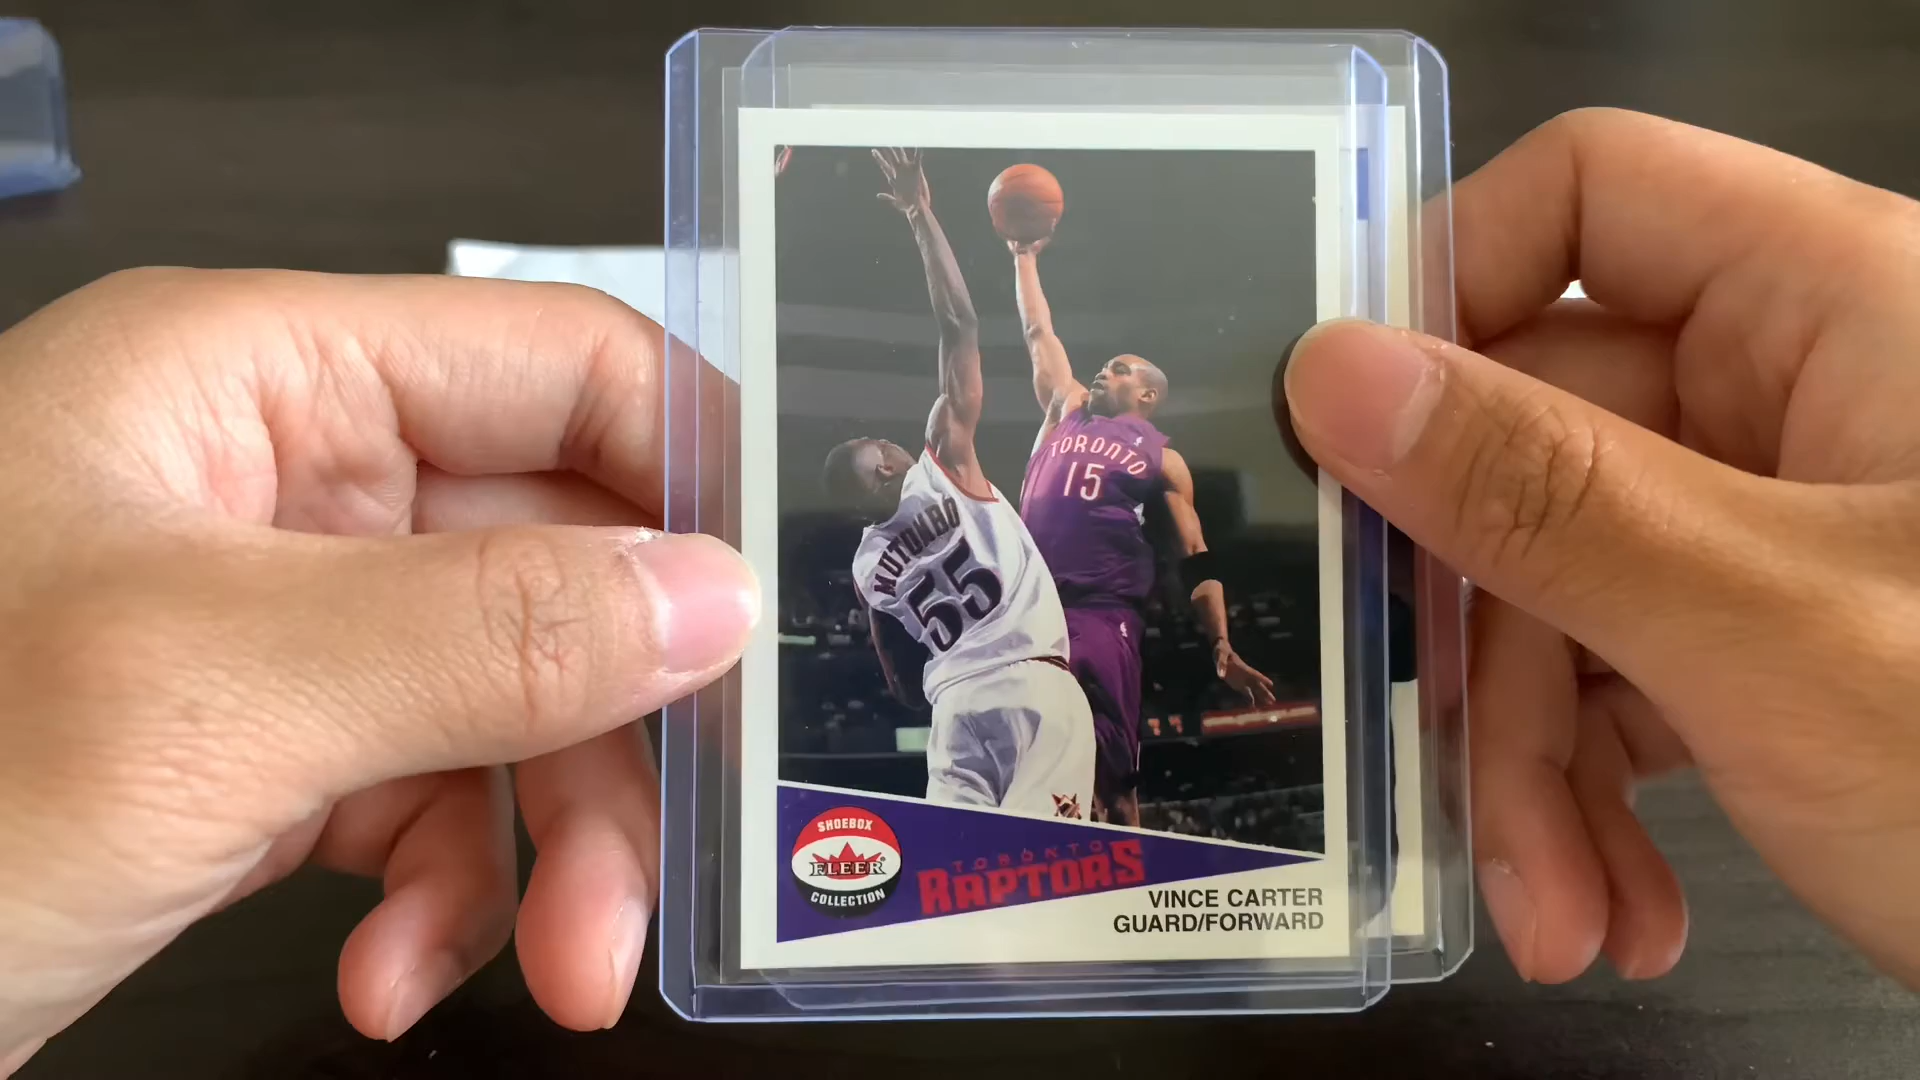 TORONTO
15
MUTOMBO
55
SHOEBOX
FLEER
COLLECTION
TORONTO
RAPTORS
VINCE CARTER
GUARD/FORWARD